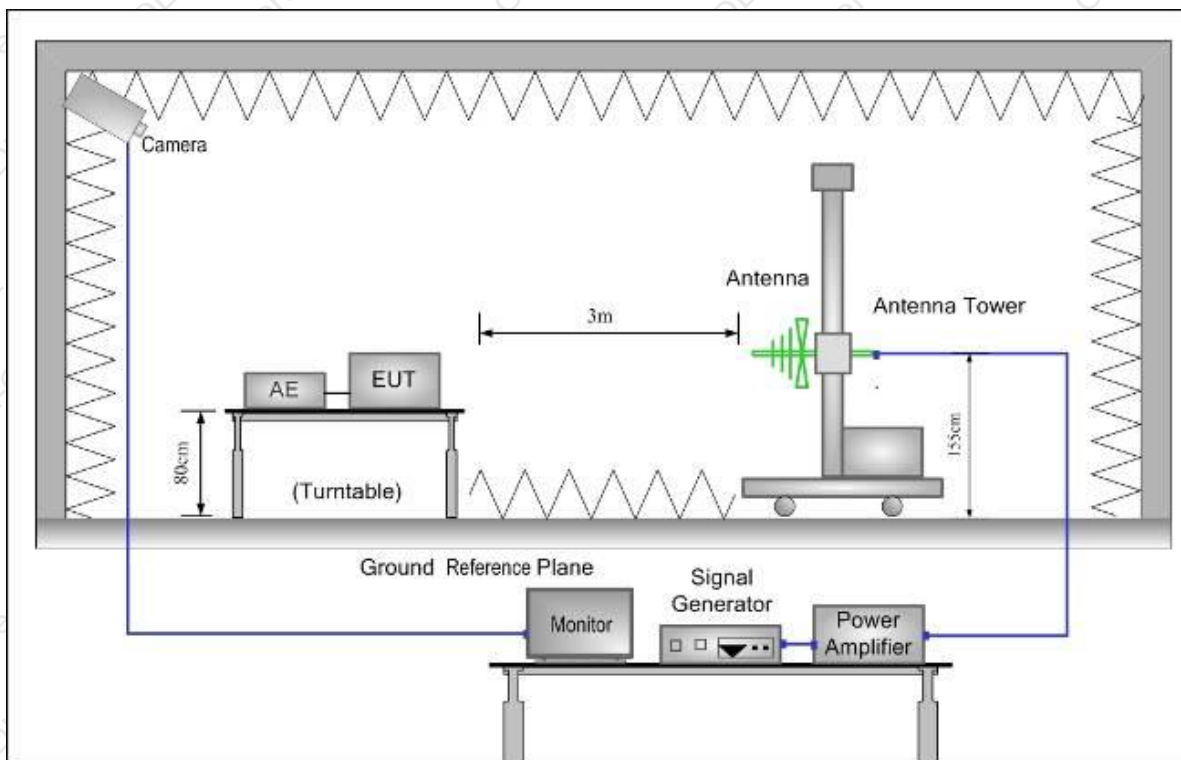 Camera
Antenna
3m
Antenna Tower
AE
EUT
80cm
(Turntable)
155cm
Ground Reference Plane
Signal
Generator
Monitor
Power
Amplifier